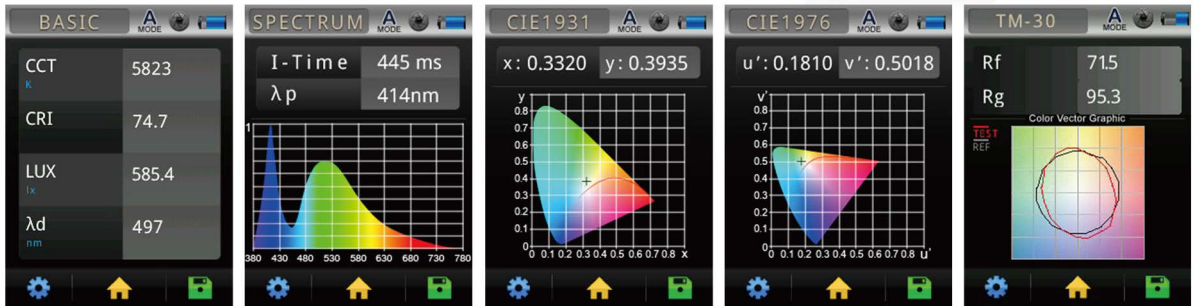 BASIC
A
MODE
CCT
K
5823
CRI
74.7
LUX
lx
585.4
λd
nm
497
SPECTRUM
A
MODE
I-Time
445 ms
λp
414nm
1
380 430 480 530 580 630 680 730 780
CIE1931
A
MODE
x: 0.3320
y: 0.3935
y
0.8
0.7
0.6
0.5
0.4
0.3
0.2
0.1
0 0.1 0.2 0.3 0.4 0.5 0.6 0.7 0.8 x
CIE1976
A
MODE
u': 0.1810
v': 0.5018
v'
0.8
0.7
0.6
0.5
0.4
0.3
0.2
0.1
0 0.1 0.2 0.3 0.4 0.5 0.6 0.7 0.8 u'
TM-30
A
MODE
Rf
71.5
Rg
95.3
Color Vector Graphic
TEST
REF